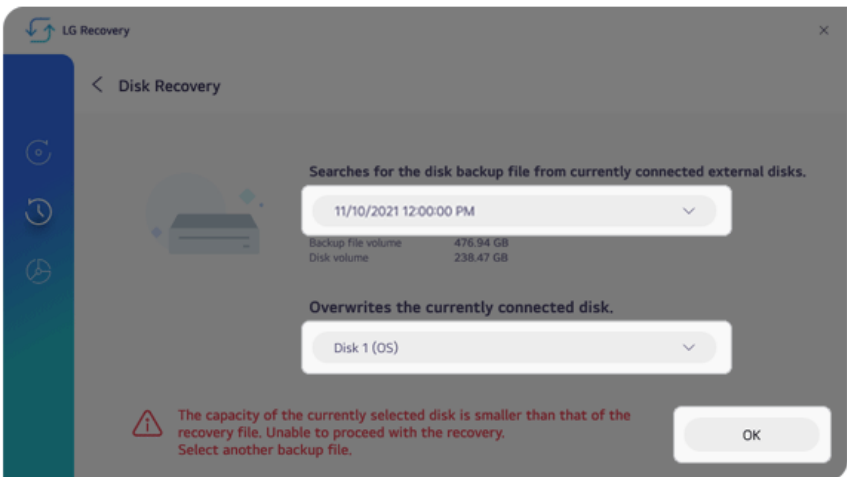 LG Recovery
Disk Recovery
Searches for the disk backup file from currently connected external disks.
11/10/2021 12:00:00 PM
Backup file volume 476.94 GB
Disk volume 238.47 GB
Overwrites the currently connected disk.
Disk 1 (OS)
The capacity of the currently selected disk is smaller than that of the
recovery file. Unable to proceed with the recovery.
Select another backup file.
OK